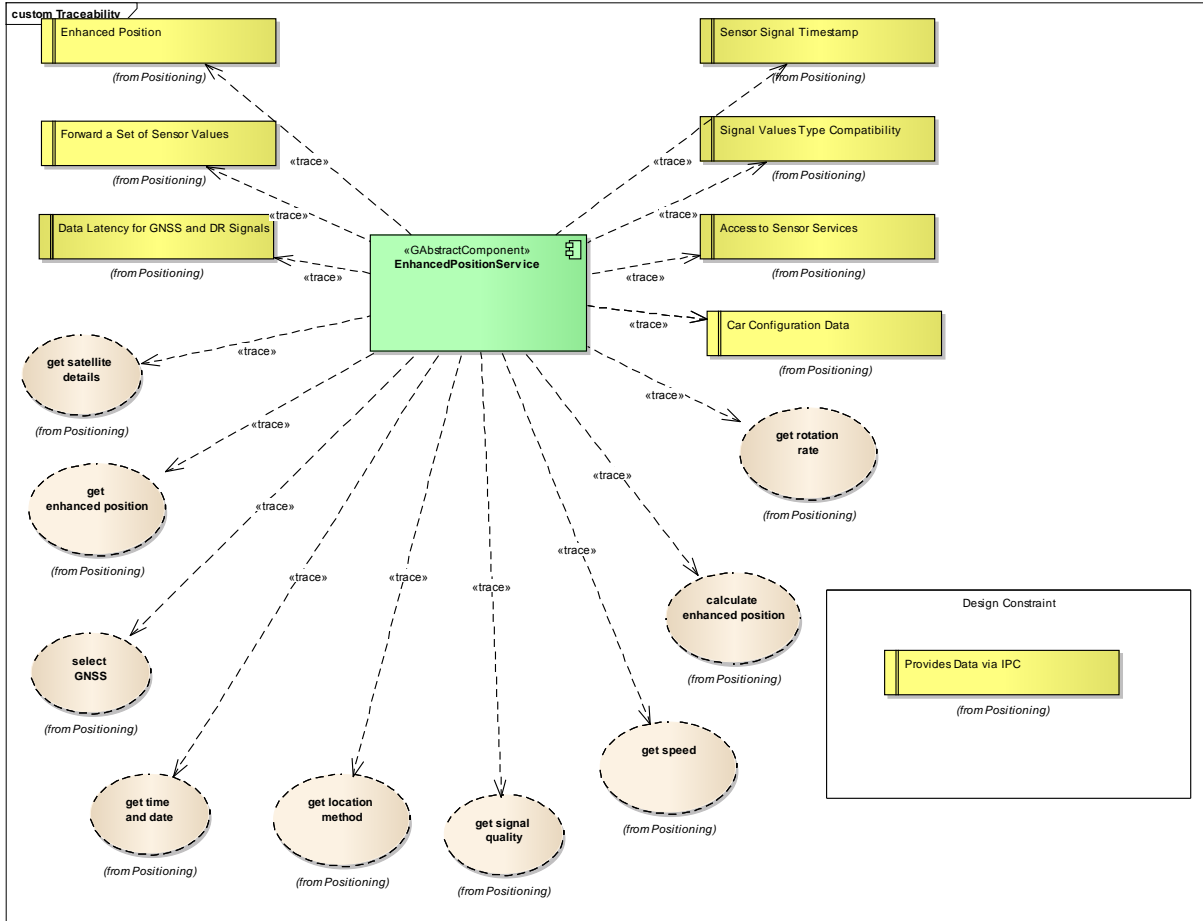 custom Traceability
Enhanced Position
(from Positioning)
Sensor Signal Timestamp
(from Positioning)
Forward a Set of Sensor Values
(from Positioning)
Signal Values Type Compatibility
(from Positioning)
«trace»
«trace»
«trace»
«trace»
Data Latency for GNSS and DR Signals
(from Positioning)
Access to Sensor Services
(from Positioning)
«GAbstractComponent»
EnhancedPositionService
«trace»
«trace»
Car Configuration Data
(from Positioning)
«trace»
«trace»
get satellite
details
(from Positioning)
«trace»
«trace»
get rotation
rate
(from Positioning)
get
enhanced position
(from Positioning)
«trace»
«trace»
«trace»
«trace»
«trace»
«trace»
calculate
enhanced position
(from Positioning)
Design Constraint
Provides Data via IPC
(from Positioning)
select
GNSS
(from Positioning)
get speed
(from Positioning)
get time
and date
(from Positioning)
get location
method
(from Positioning)
get signal
quality
(from Positioning)